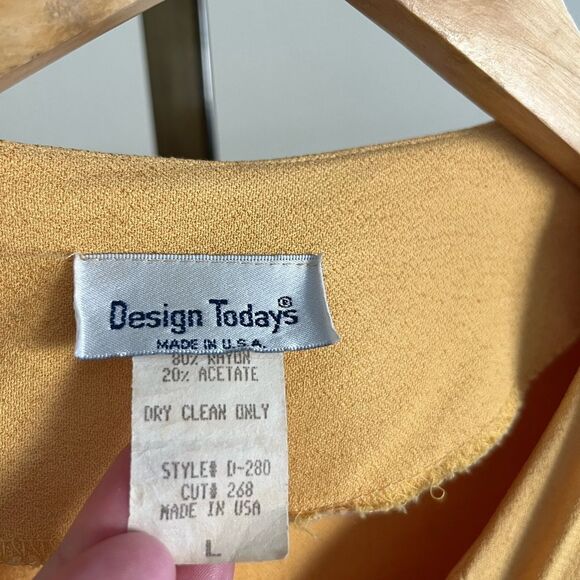 Design Todays®
MADE IN U.S.A.
80% RAYON
20% ACETATE
DRY CLEAN ONLY
STYLE# D-280
CUT# 268
MADE IN USA
L